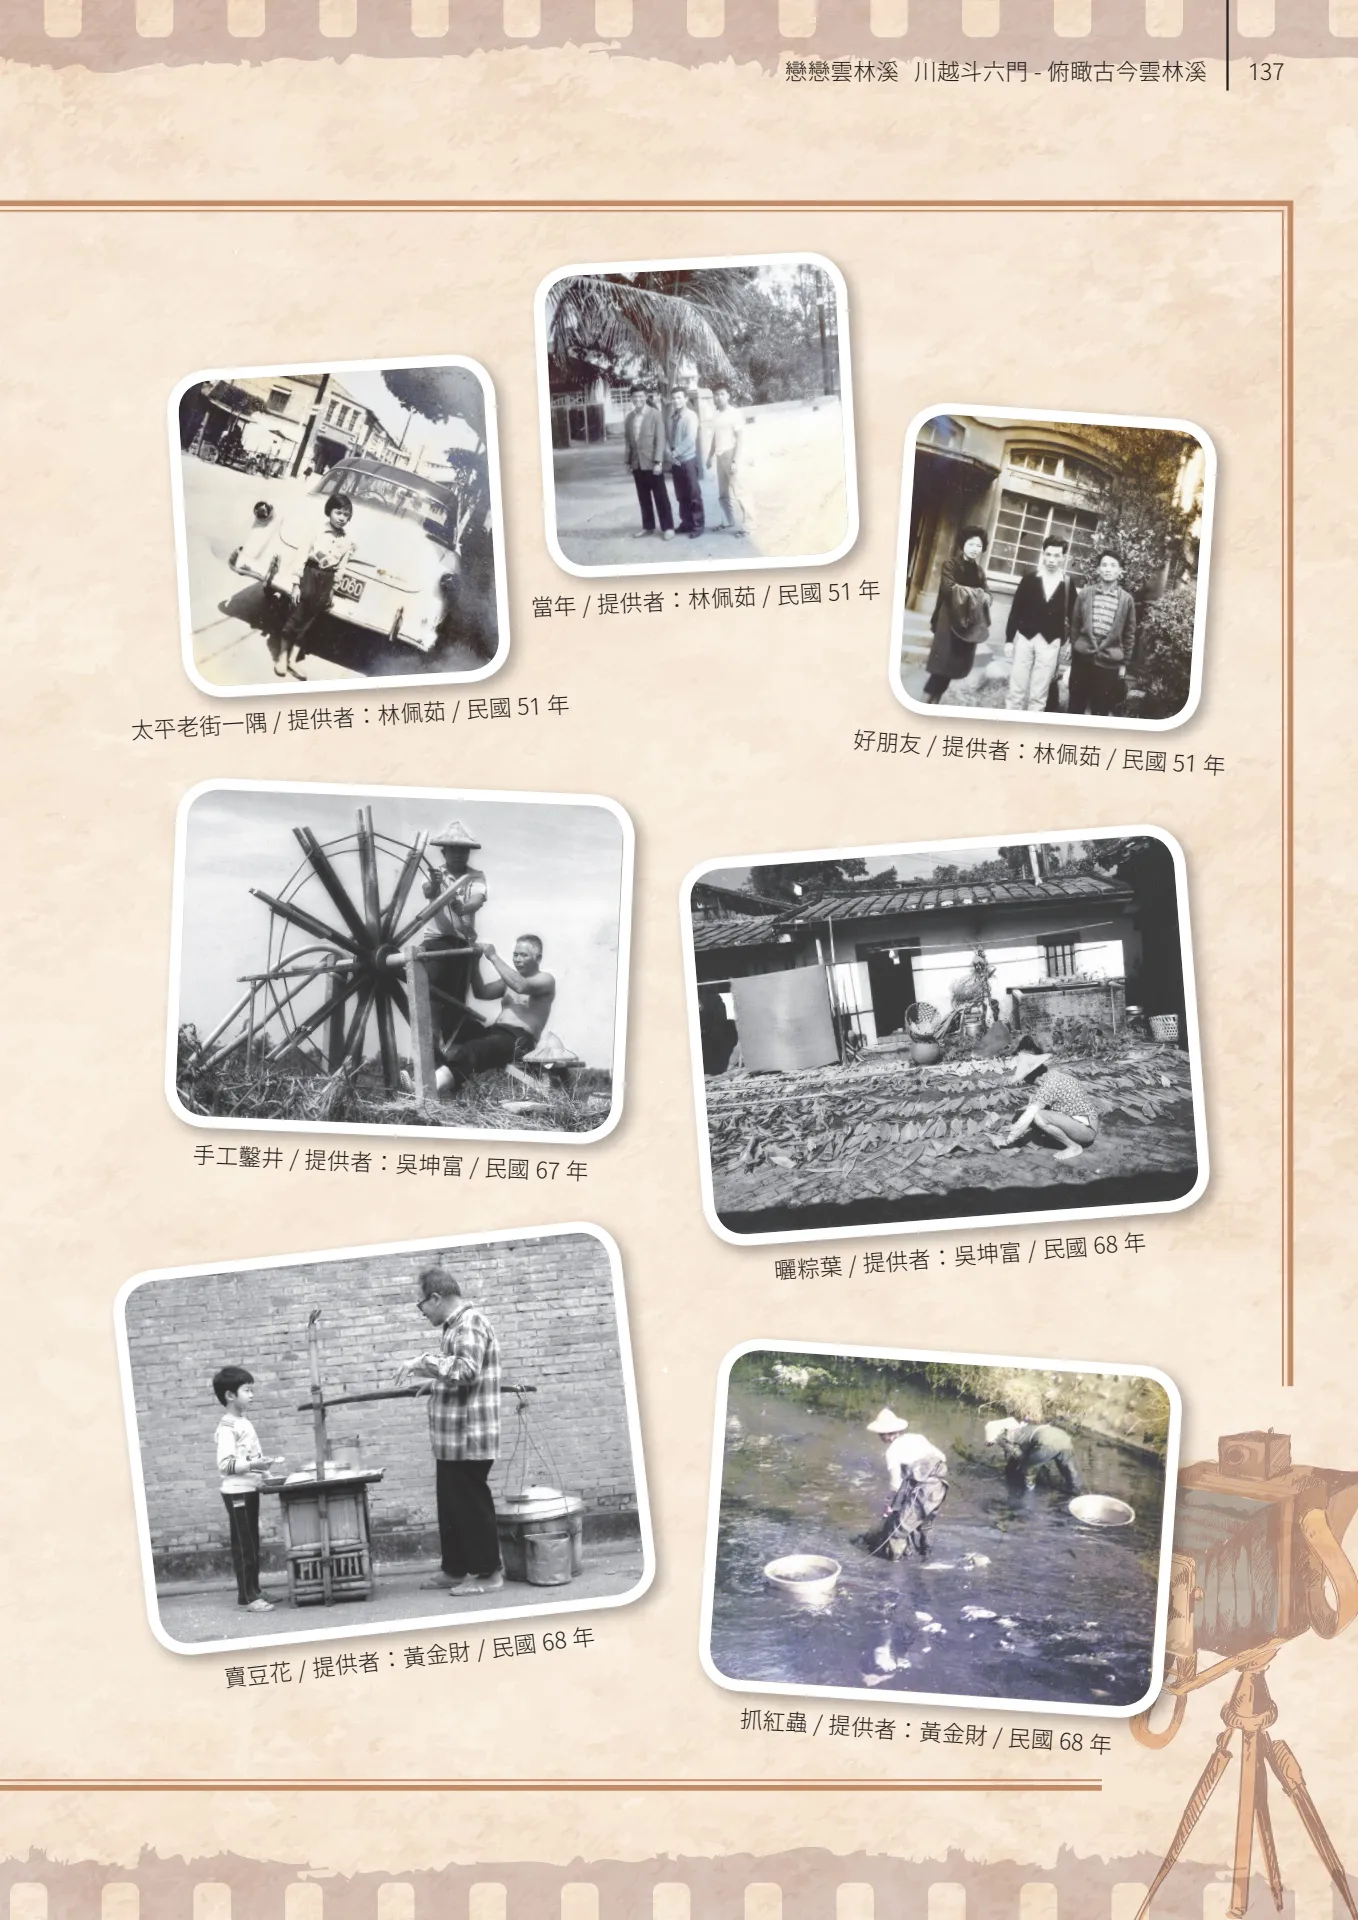 戀戀雲林溪 川越斗六門 - 俯瞰古今雲林溪 137
當年 / 提供者：林佩茹 / 民國 51 年
太平老街一隅 / 提供者：林佩茹 / 民國 51 年
好朋友 / 提供者：林佩茹 / 民國 51 年
手工鑿井 / 提供者：吳坤富 / 民國 67 年
曬粽葉 / 提供者：吳坤富 / 民國 68 年
賣豆花 / 提供者：黃金財 / 民國 68 年
抓紅蟲 / 提供者：黃金財 / 民國 68 年